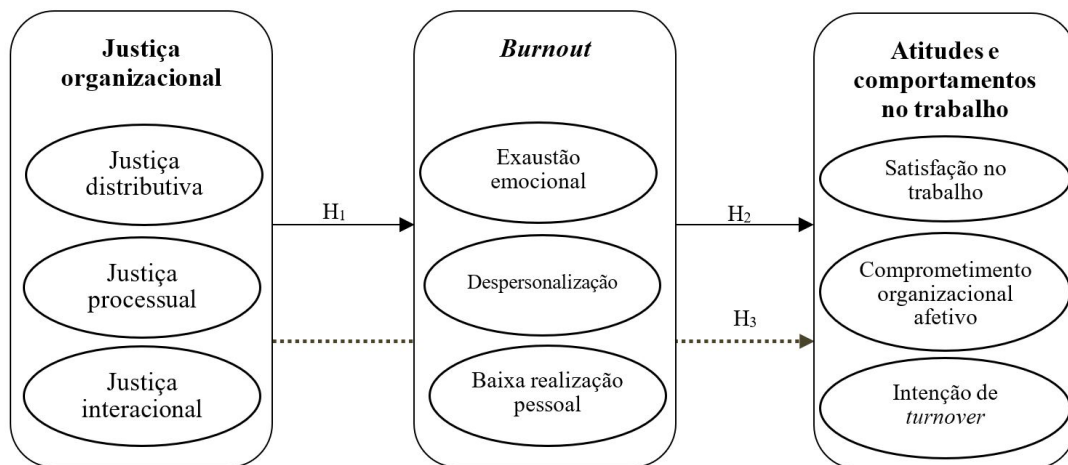 Justiça
organizacional
Justiça
distributiva
Justiça
processual
Justiça
interacional
H₁
Burnout
Exaustão
emocional
Despersonalização
Baixa realização
pessoal
H₂
H₃
Atitudes e
comportamentos
no trabalho
Satisfação no
trabalho
Comprometimento
organizacional
afetivo
Intenção de
turnover